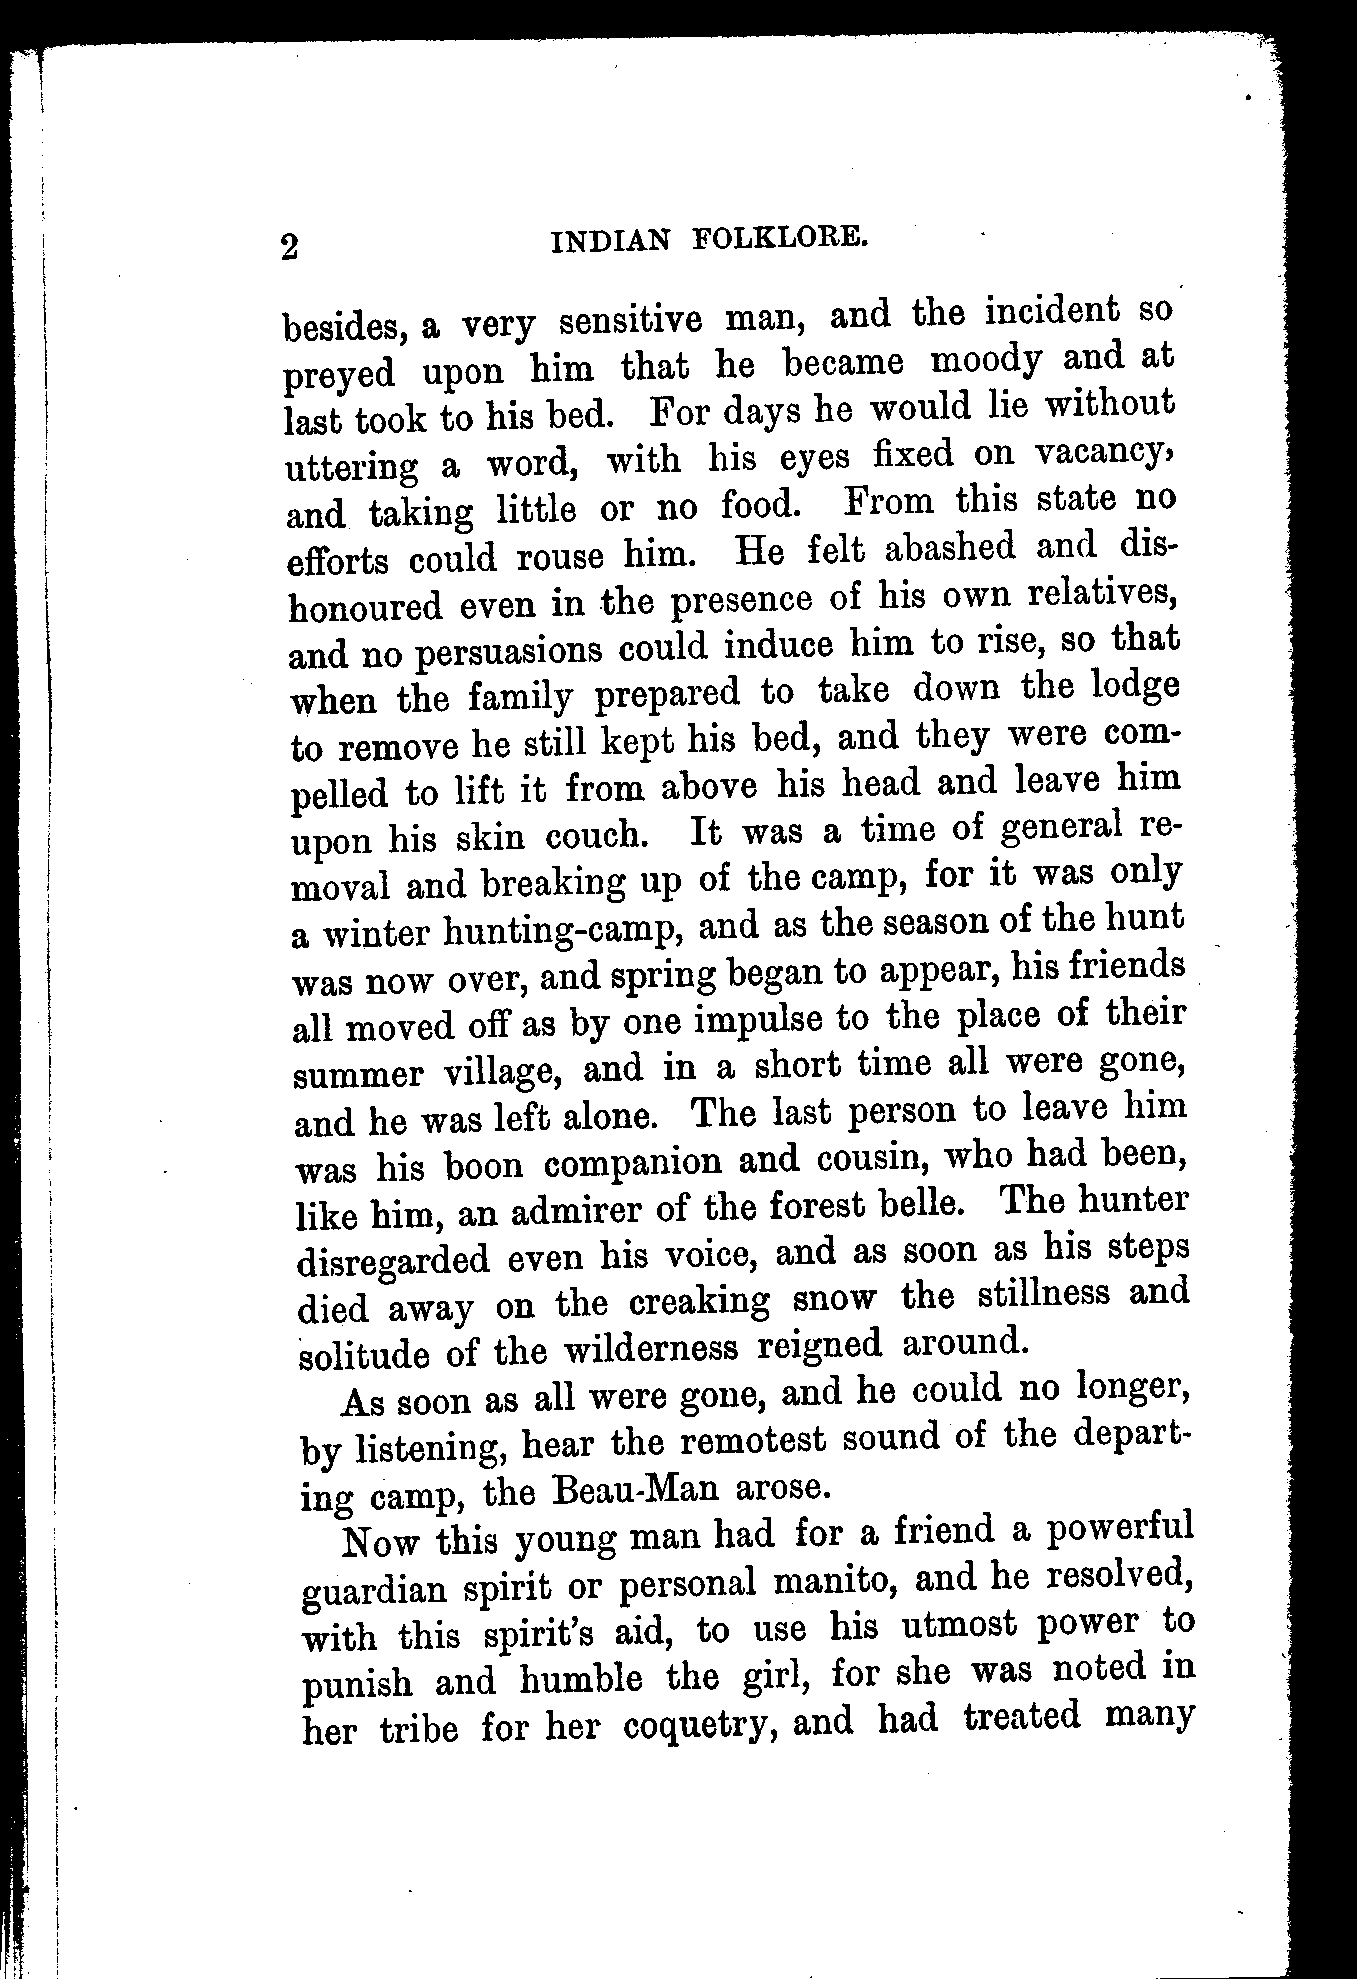 2 INDIAN FOLKLORE.
besides, a very sensitive man, and the incident so
preyed upon him that he became moody and at
last took to his bed. For days he would lie without
uttering a word, with his eyes fixed on vacancy,
and taking little or no food. From this state no
efforts could rouse him. He felt abashed and dis-
honoured even in the presence of his own relatives,
and no persuasions could induce him to rise, so that
when the family prepared to take down the lodge
to remove he still kept his bed, and they were com-
pelled to lift it from above his head and leave him
upon his skin couch. It was a time of general re-
moval and breaking up of the camp, for it was only
a winter hunting-camp, and as the season of the hunt
was now over, and spring began to appear, his friends
all moved off as by one impulse to the place of their
summer village, and in a short time all were gone,
and he was left alone. The last person to leave him
was his boon companion and cousin, who had been,
like him, an admirer of the forest belle. The hunter
disregarded even his voice, and as soon as his steps
died away on the creaking snow the stillness and
solitude of the wilderness reigned around.
As soon as all were gone, and he could no longer,
by listening, hear the remotest sound of the depart-
ing camp, the Beau-Man arose.
Now this young man had for a friend a powerful
guardian spirit or personal manito, and he resolved,
with this spirit's aid, to use his utmost power to
punish and humble the girl, for she was noted in
her tribe for her coquetry, and had treated many